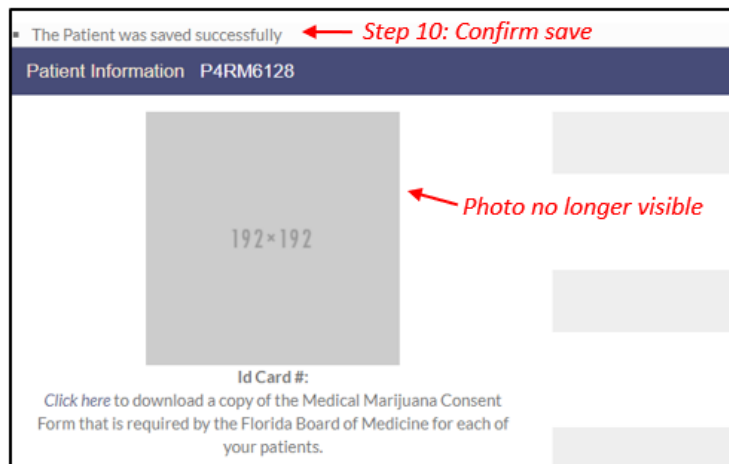 The Patient was saved successfully
Step 10: Confirm save
Patient Information P4RM6128
Photo no longer visible
192×192
Id Card #:
Click here to download a copy of the Medical Marijuana Consent
Form that is required by the Florida Board of Medicine for each of
your patients.